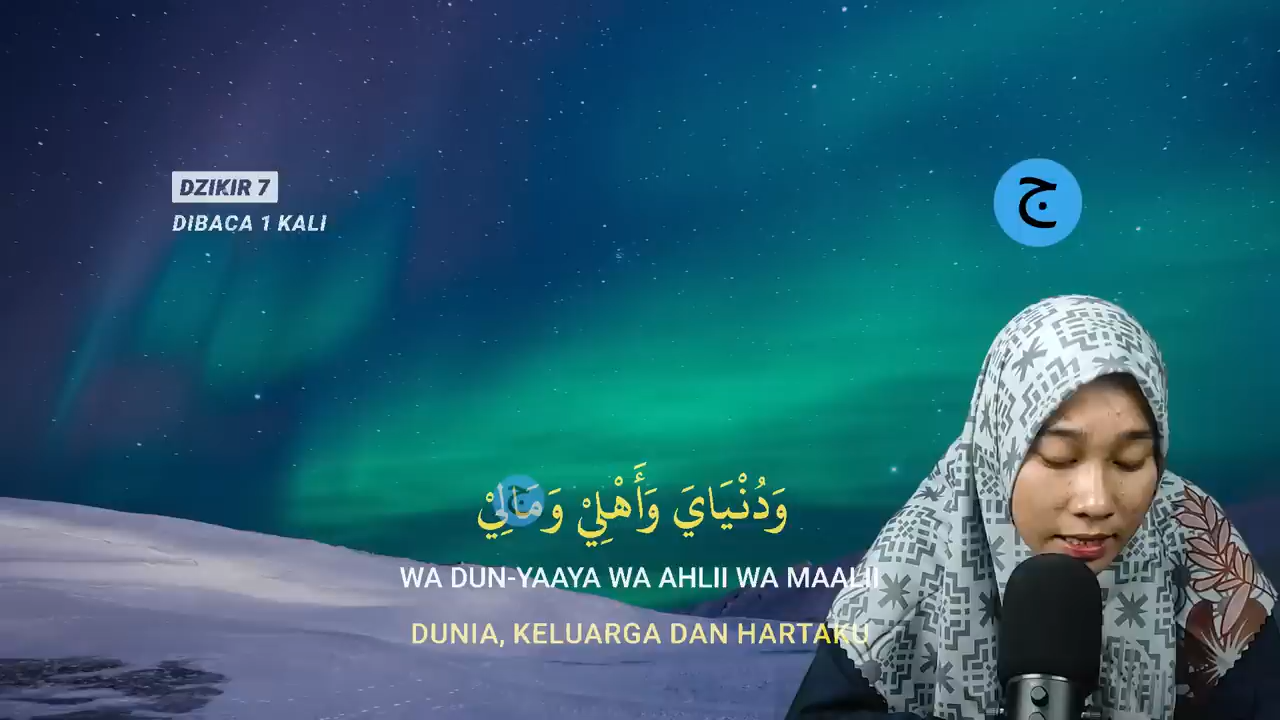 DZIKIR 7
DIBACA 1 KALI
ج
وَدُنْيَايَ وَأَهْلِيْ وَمَالِيْ
WA DUN-YAAYA WA AHLII WA MAALII
DUNIA, KELUARGA DAN HARTAKU